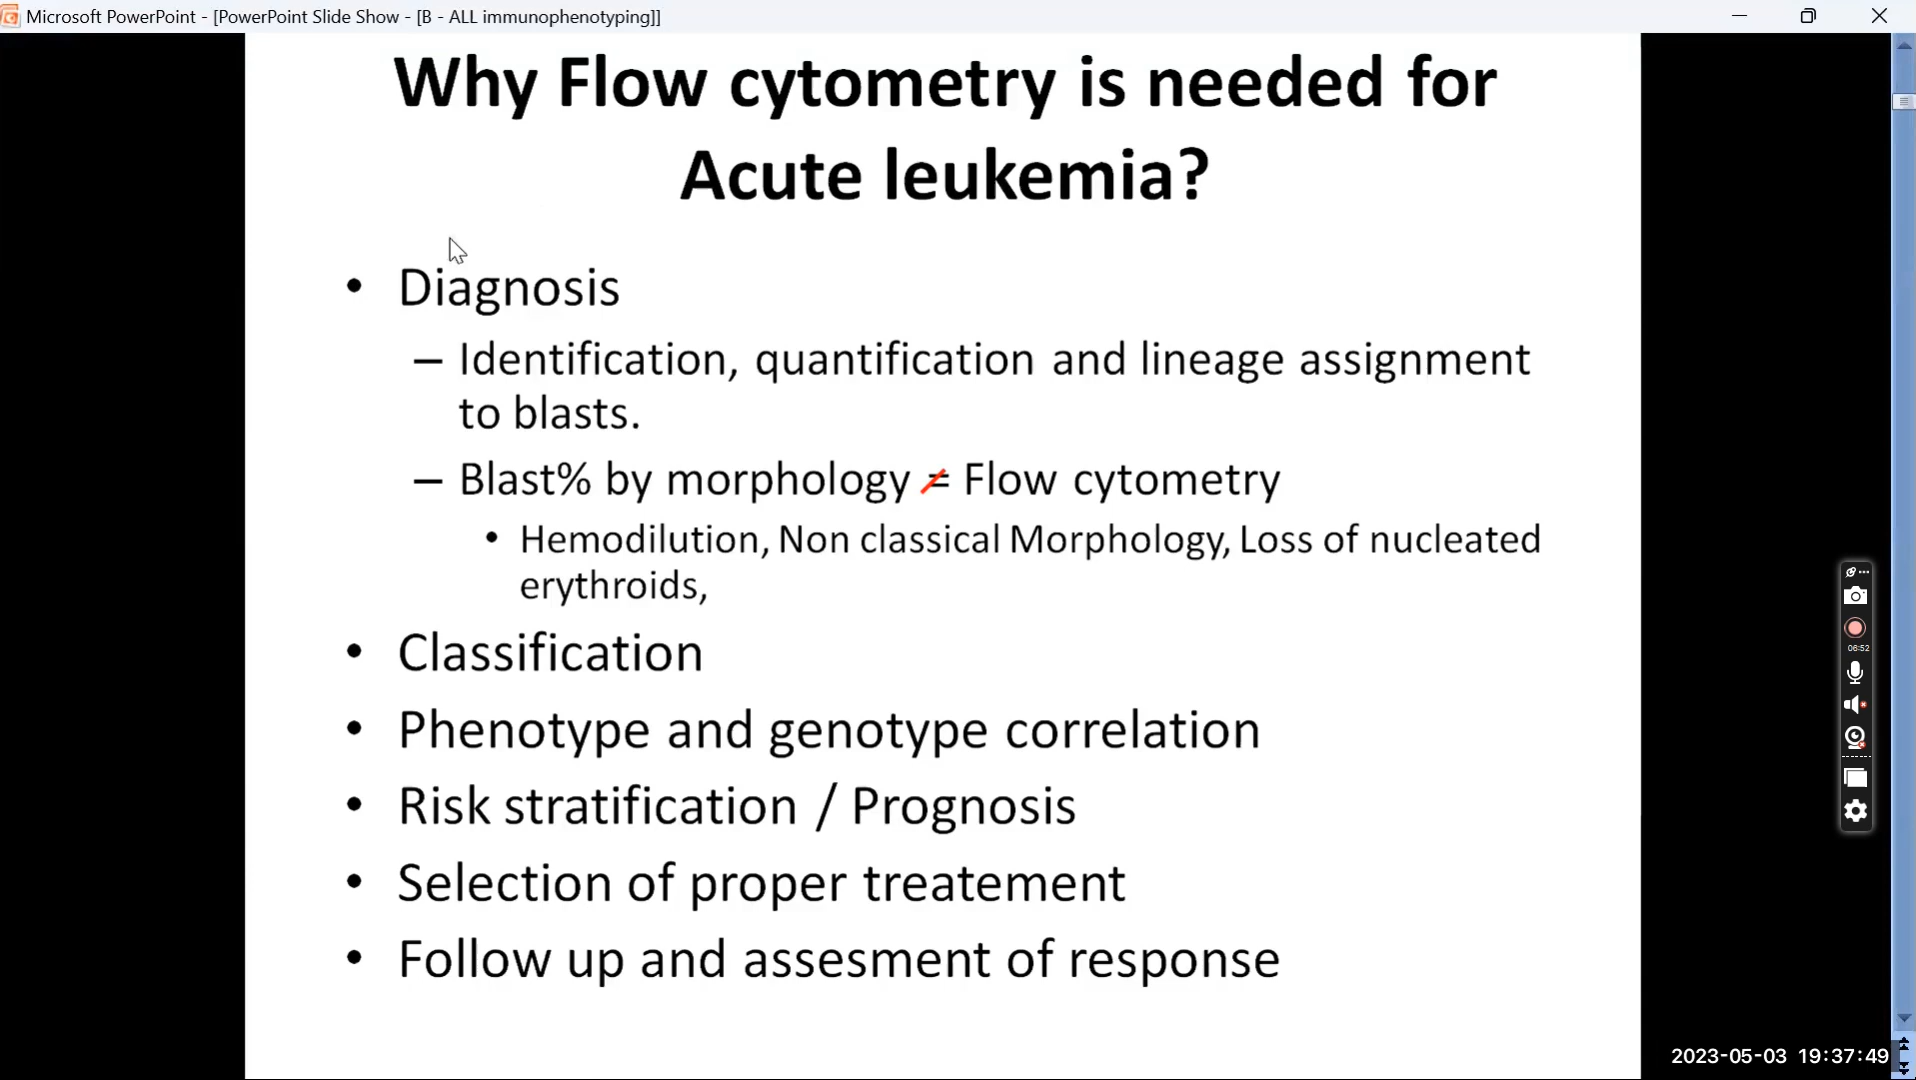 Microsoft PowerPoint - [PowerPoint Slide Show - [B - ALL immunophenotyping]]
Why Flow cytometry is needed for
Acute leukemia?
• Diagnosis
– Identification, quantification and lineage assignment
to blasts.
– Blast% by morphology ≠ Flow cytometry
• Hemodilution, Non classical Morphology, Loss of nucleated
erythroids,
• Classification
• Phenotype and genotype correlation
• Risk stratification / Prognosis
• Selection of proper treatement
• Follow up and assesment of response
06:52
2023-05-03 19:37:49